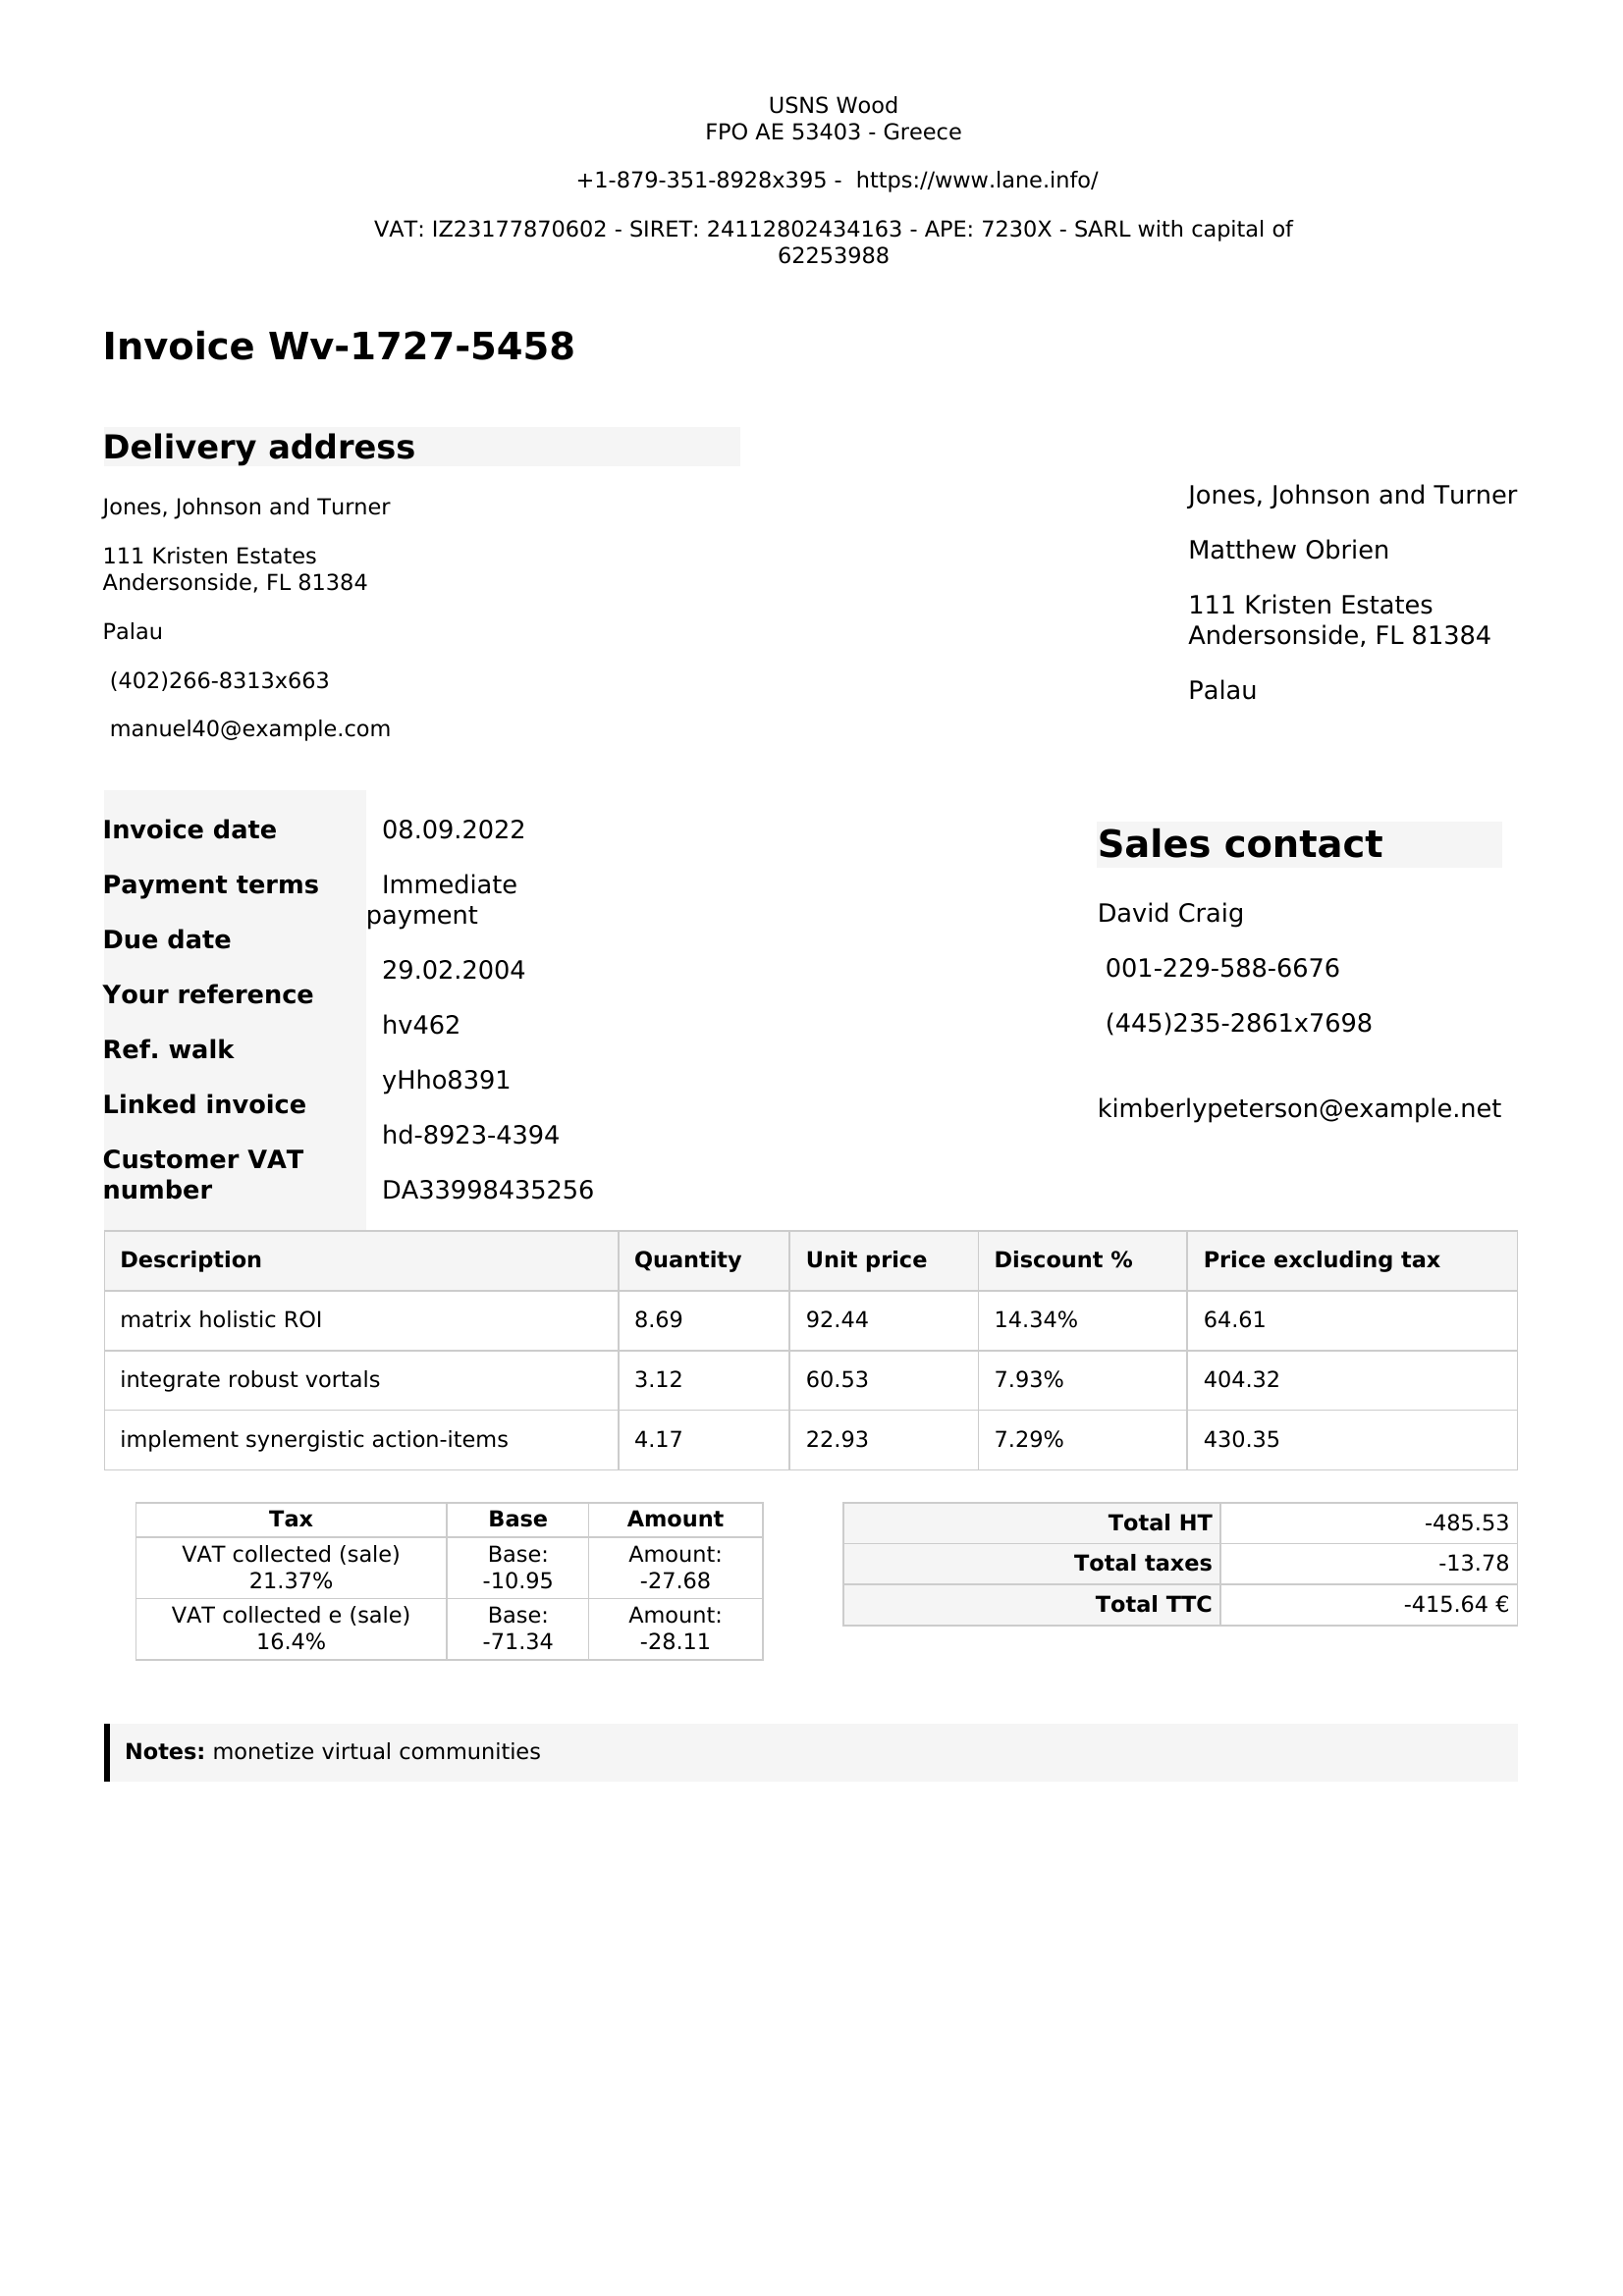 USNS Wood
FPO AE 53403 - Greece
+1-879-351-8928x395 -  https://www.lane.info/
VAT: IZ23177870602 - SIRET: 24112802434163 - APE: 7230X - SARL with capital of
62253988
Invoice Wv-1727-5458
Delivery address
Jones, Johnson and Turner
111 Kristen Estates
Andersonside, FL 81384
Palau
(402)266-8313x663
manuel40@example.com
Jones, Johnson and Turner
Matthew Obrien
111 Kristen Estates
Andersonside, FL 81384
Palau
Invoice date
Payment terms
Due date
Your reference
Ref. walk
Linked invoice
Customer VAT
number
08.09.2022
Immediate
payment
29.02.2004
hv462
yHho8391
hd-8923-4394
DA33998435256
Sales contact
David Craig
001-229-588-6676
(445)235-2861x7698
kimberlypeterson@example.net
Description Quantity Unit price Discount % Price excluding tax
matrix holistic ROI 8.69 92.44 14.34% 64.61
integrate robust vortals 3.12 60.53 7.93% 404.32
implement synergistic action-items 4.17 22.93 7.29% 430.35
Tax Base Amount
VAT collected (sale) Base: Amount:
21.37% -10.95 -27.68
VAT collected e (sale) Base: Amount:
16.4% -71.34 -28.11
Total HT -485.53
Total taxes -13.78
Total TTC -415.64 €
Notes: monetize virtual communities